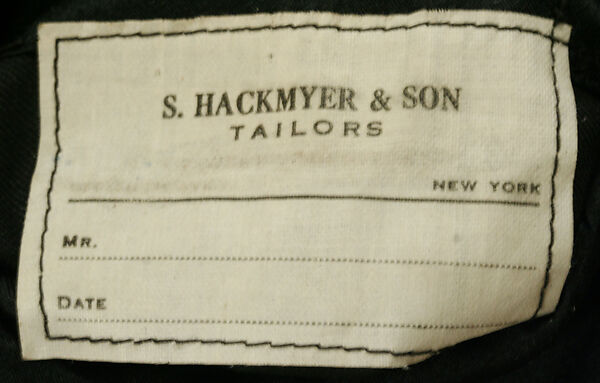 S. HACKMYER & SON
TAILORS
NEW YORK
MR.
DATE